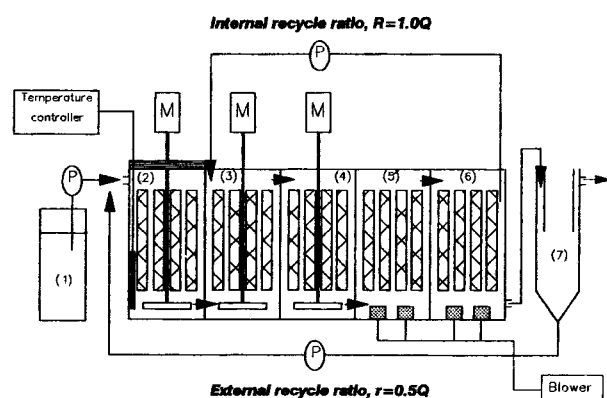 Internal recycle ratio, R=1.0Q
P
Temperature
controller
M
M
M
P
(2)
(3)
(4)
(5)
(6)
(1)
(7)
P
External recycle ratio, r=0.5Q
Blower